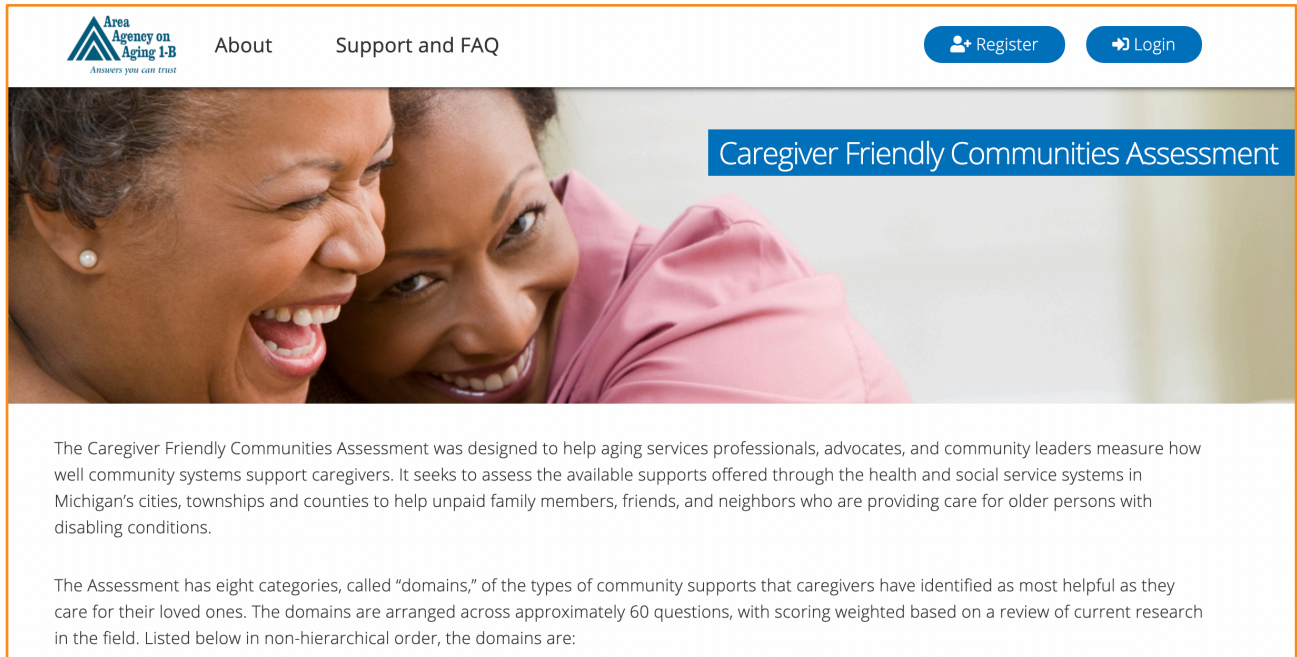 Area
Agency on
Aging 1-B
Answers you can trust
About
Support and FAQ
Register
Login
Caregiver Friendly Communities Assessment
The Caregiver Friendly Communities Assessment was designed to help aging services professionals, advocates, and community leaders measure how
well community systems support caregivers. It seeks to assess the available supports offered through the health and social service systems in
Michigan's cities, townships and counties to help unpaid family members, friends, and neighbors who are providing care for older persons with
disabling conditions.
The Assessment has eight categories, called “domains,” of the types of community supports that caregivers have identified as most helpful as they
care for their loved ones. The domains are arranged across approximately 60 questions, with scoring weighted based on a review of current research
in the field. Listed below in non-hierarchical order, the domains are: